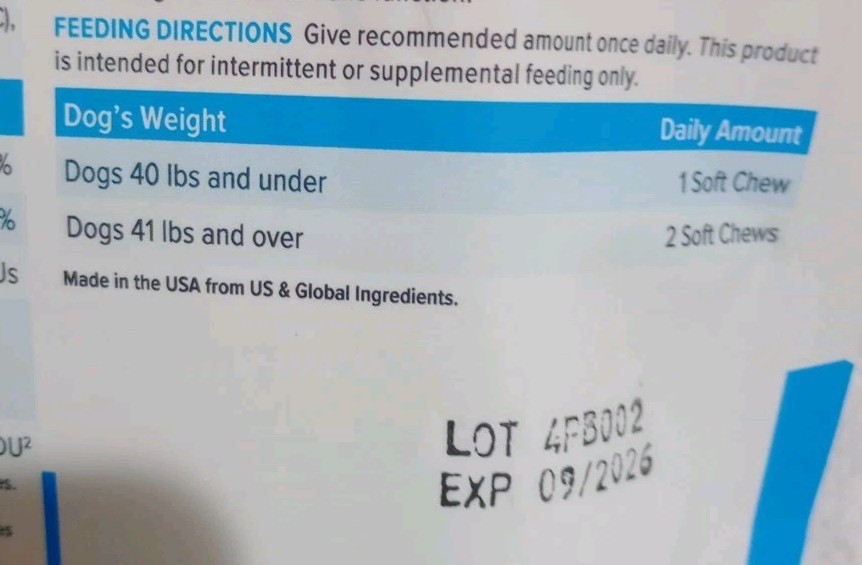 FEEDING DIRECTIONS Give recommended amount once daily. This product
is intended for intermittent or supplemental feeding only.
Dog's Weight Daily Amount
Dogs 40 lbs and under 1 Soft Chew
Dogs 41 lbs and over 2 Soft Chews
Made in the USA from US & Global Ingredients.
LOT 4FB002
EXP 09/2026